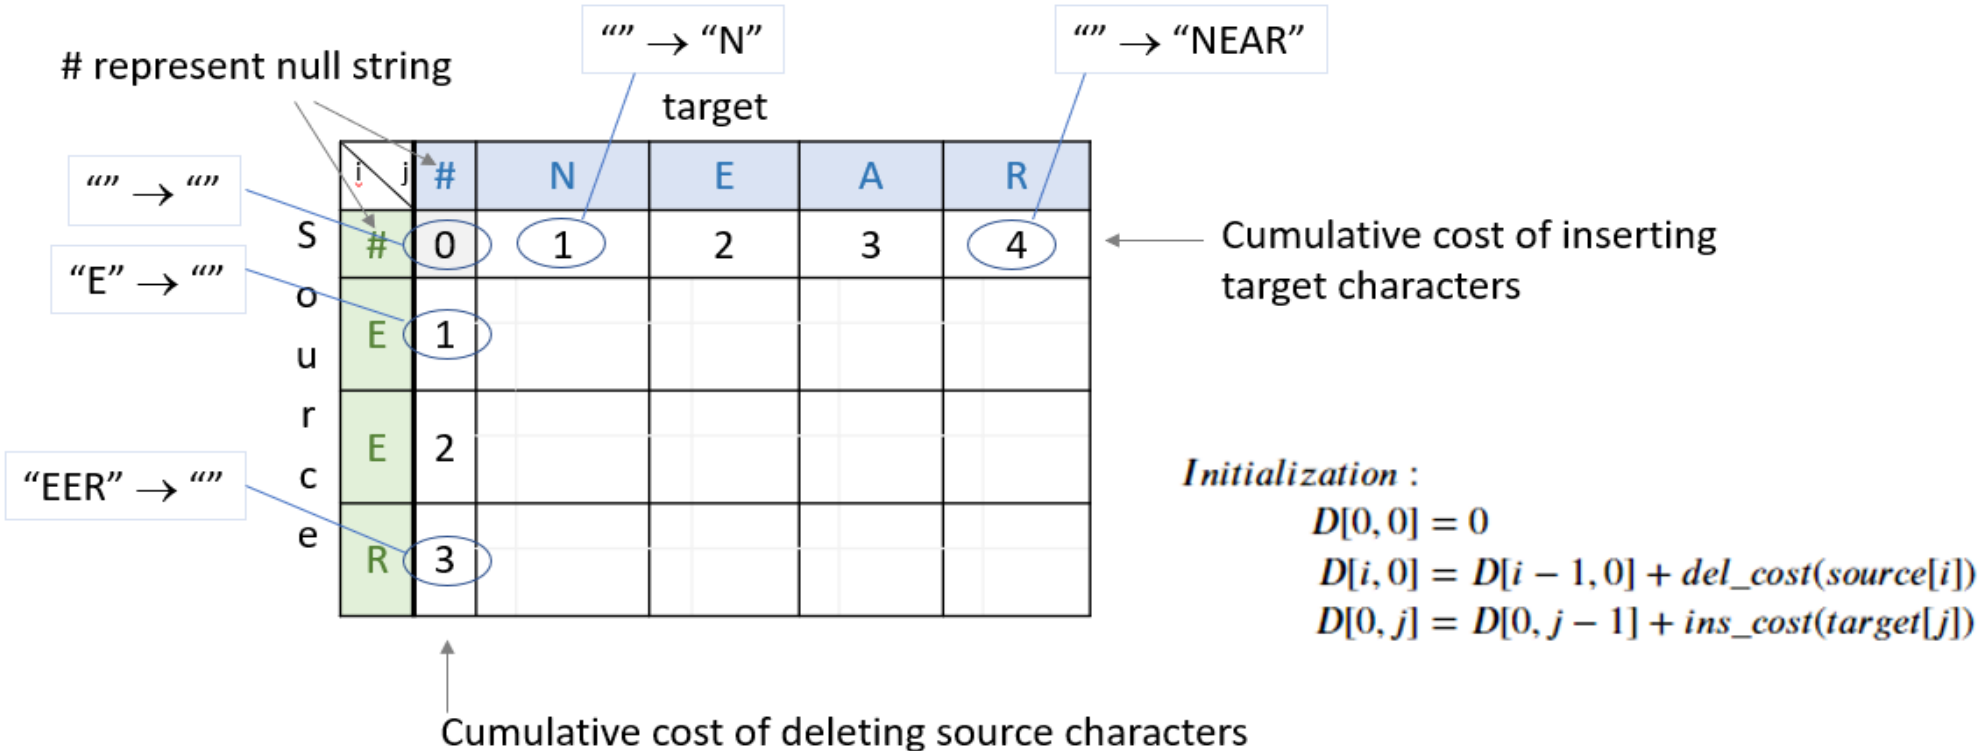 “” → “N”
“” → “NEAR”
# represent null string
target
“” → “”
i j # N E A R
# 0 1 2 3 4
Cumulative cost of inserting
target characters
“E” → “”
E 1
E 2
“EER” → “”
R 3
Source
Initialization :
D[0, 0] = 0
D[i, 0] = D[i − 1, 0] + del_cost(source[i])
D[0, j] = D[0, j − 1] + ins_cost(target[j])
Cumulative cost of deleting source characters